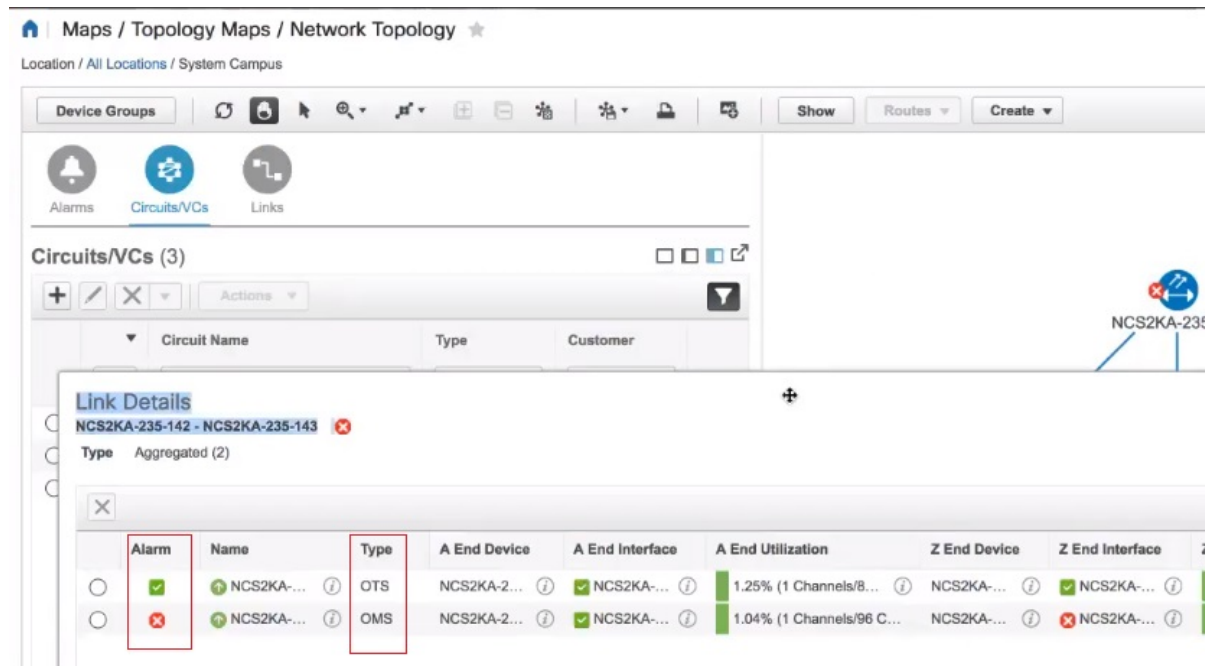 Maps / Topology Maps / Network Topology
Location / All Locations / System Campus
Device Groups Show Routes Create
Alarms Circuits/VCs Links
Circuits/VCs (3)
Actions
NCS2KA-235
Circuit Name Type Customer
Link Details
NCS2KA-235-142 - NCS2KA-235-143
Type Aggregated (2)
Alarm Name Type A End Device A End Interface A End Utilization Z End Device Z End Interface
NCS2KA-... OTS NCS2KA-2... NCS2KA-... 1.25% (1 Channels/8... NCS2KA-... NCS2KA-...
NCS2KA-... OMS NCS2KA-2... NCS2KA-... 1.04% (1 Channels/96 C... NCS2KA-... NCS2KA-...